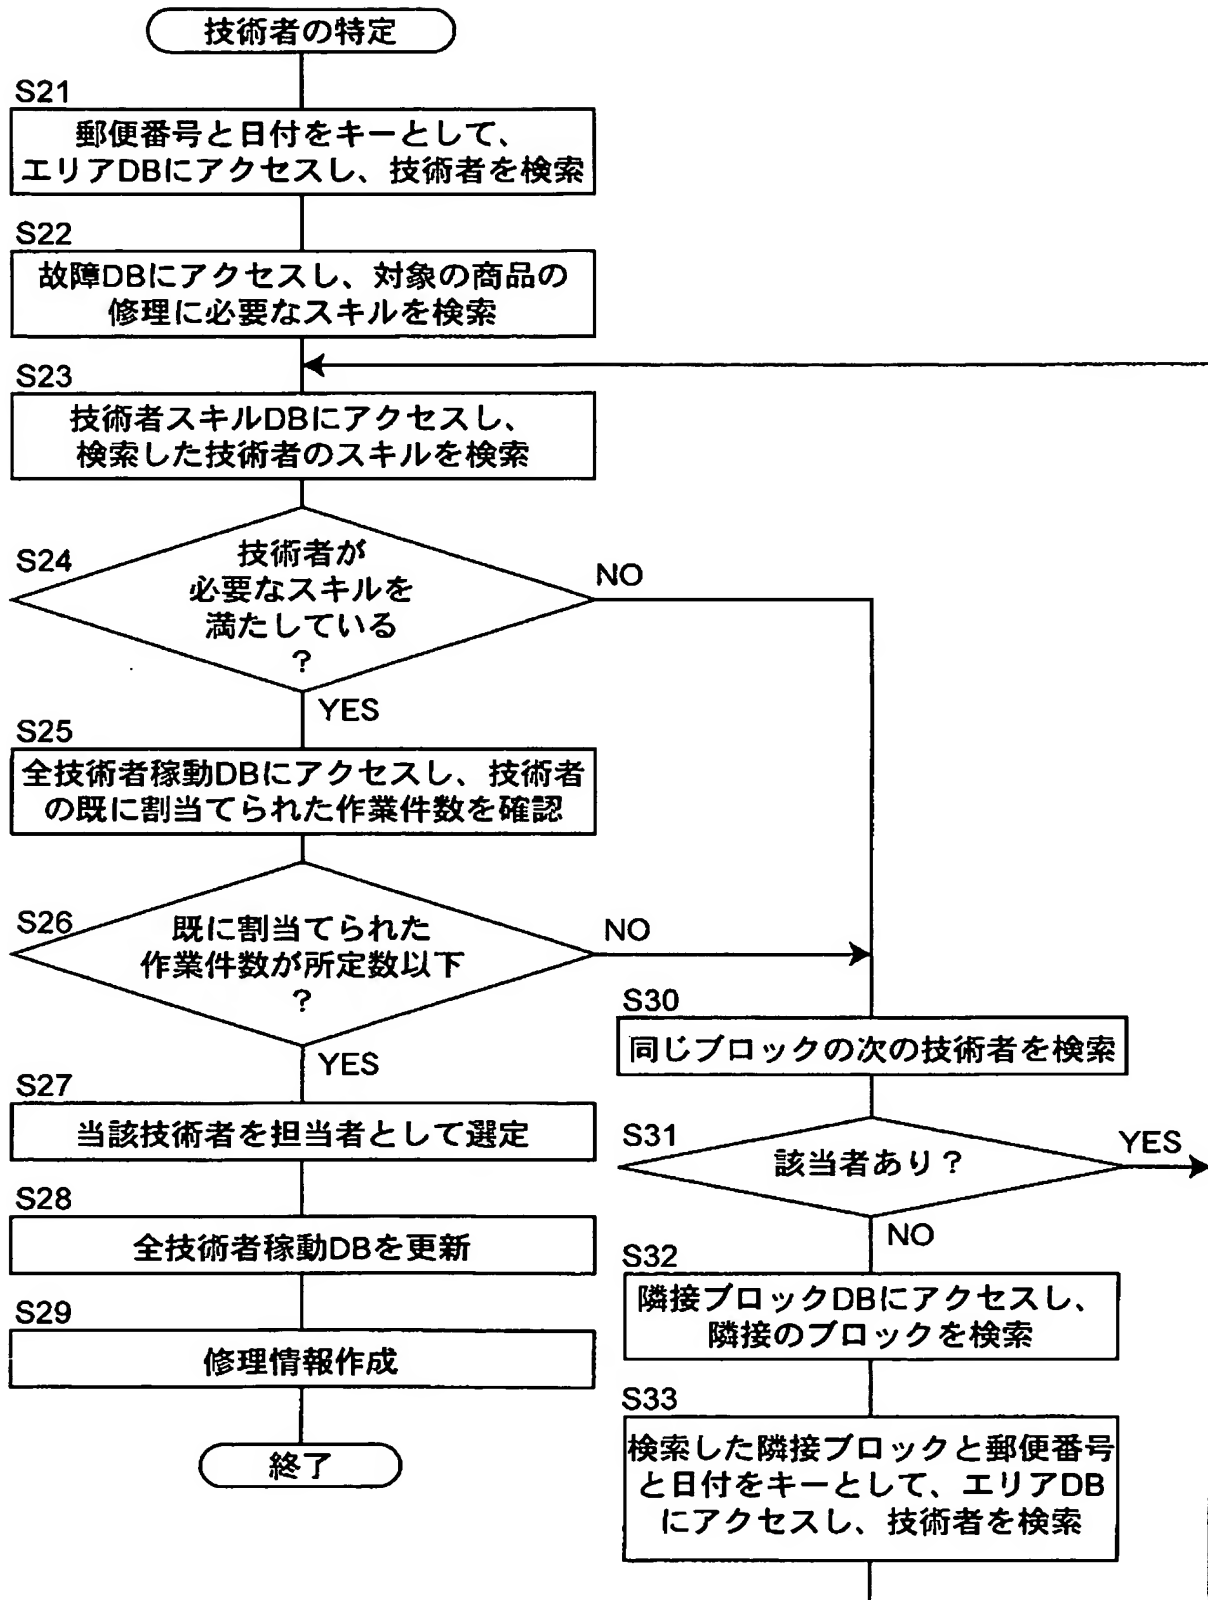 技術者の特定
S21
郵便番号と日付をキーとして、
エリアDBにアクセスし、技術者を検索
S22
故障DBにアクセスし、対象の商品の
修理に必要なスキルを検索
S23
技術者スキルDBにアクセスし、
検索した技術者のスキルを検索
S24
技術者が
必要なスキルを
満たしている
?
NO
YES
S25
全技術者稼動DBにアクセスし、技術者
の既に割当てられた作業件数を確認
S26
既に割当てられた
作業件数が所定数以下
?
NO
YES
S27
当該技術者を担当者として選定
S28
全技術者稼動DBを更新
S29
修理情報作成
終了
S30
同じブロックの次の技術者を検索
S31
該当者あり?
YES
NO
S32
隣接ブロックDBにアクセスし、
隣接のブロックを検索
S33
検索した隣接ブロックと郵便番号
と日付をキーとして、エリアDB
にアクセスし、技術者を検索